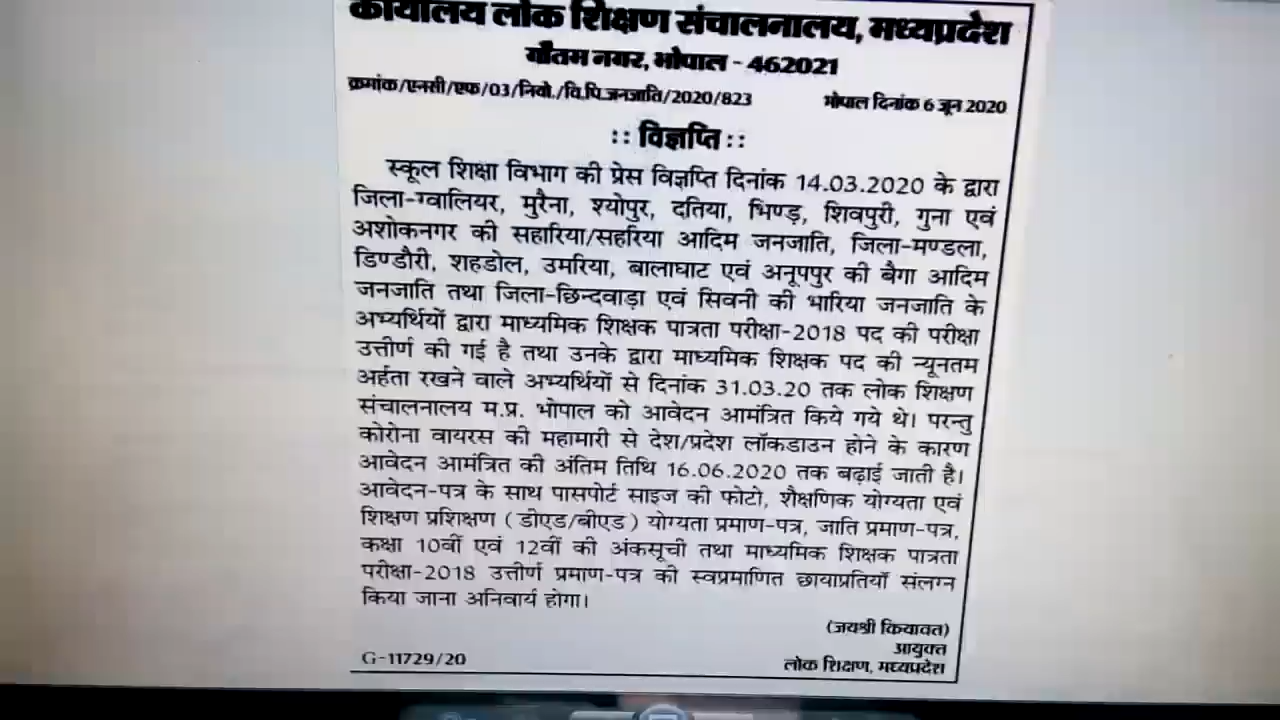 कार्यालय लोक शिक्षण संचालनालय, मध्यप्रदेश
गौतम नगर, भोपाल - 462021
क्रमांक/एनसी/एफ/03/नियो./वि.पि.जनजाति/2020/823 भोपाल दिनांक 6 जून 2020
:: विज्ञप्ति ::
स्कूल शिक्षा विभाग की प्रेस विज्ञप्ति दिनांक 14.03.2020 के द्वारा
जिला-ग्वालियर, मुरैना, श्योपुर, दतिया, भिण्ड, शिवपुरी, गुना एवं
अशोकनगर की सहारिया/सहरिया आदिम जनजाति, जिला-मण्डला,
डिण्डौरी, शहडोल, उमरिया, बालाघाट एवं अनूपपुर की बैगा आदिम
जनजाति तथा जिला-छिन्दवाड़ा एवं सिवनी की भारिया जनजाति के
अभ्यर्थियों द्वारा माध्यमिक शिक्षक पात्रता परीक्षा-2018 पद की परीक्षा
उत्तीर्ण की गई है तथा उनके द्वारा माध्यमिक शिक्षक पद की न्यूनतम
अर्हता रखने वाले अभ्यर्थियों से दिनांक 31.03.20 तक लोक शिक्षण
संचालनालय म.प्र. भोपाल को आवेदन आमंत्रित किये गये थे। परन्तु
कोरोना वायरस की महामारी से देश/प्रदेश लॉकडाउन होने के कारण
आवेदन आमंत्रित की अंतिम तिथि 16.06.2020 तक बढ़ाई जाती है।
आवेदन-पत्र के साथ पासपोर्ट साइज की फोटो, शैक्षणिक योग्यता एवं
शिक्षण प्रशिक्षण (डीएड/बीएड) योग्यता प्रमाण-पत्र, जाति प्रमाण-पत्र,
कक्षा 10वीं एवं 12वीं की अंकसूची तथा माध्यमिक शिक्षक पात्रता
परीक्षा-2018 उत्तीर्ण प्रमाण-पत्र की स्वप्रमाणित छायाप्रतियॉ संलग्न
किया जाना अनिवार्य होगा।
(जयश्री कियावत)
आयुक्त
G-11729/20 लोक शिक्षण, मध्यप्रदेश